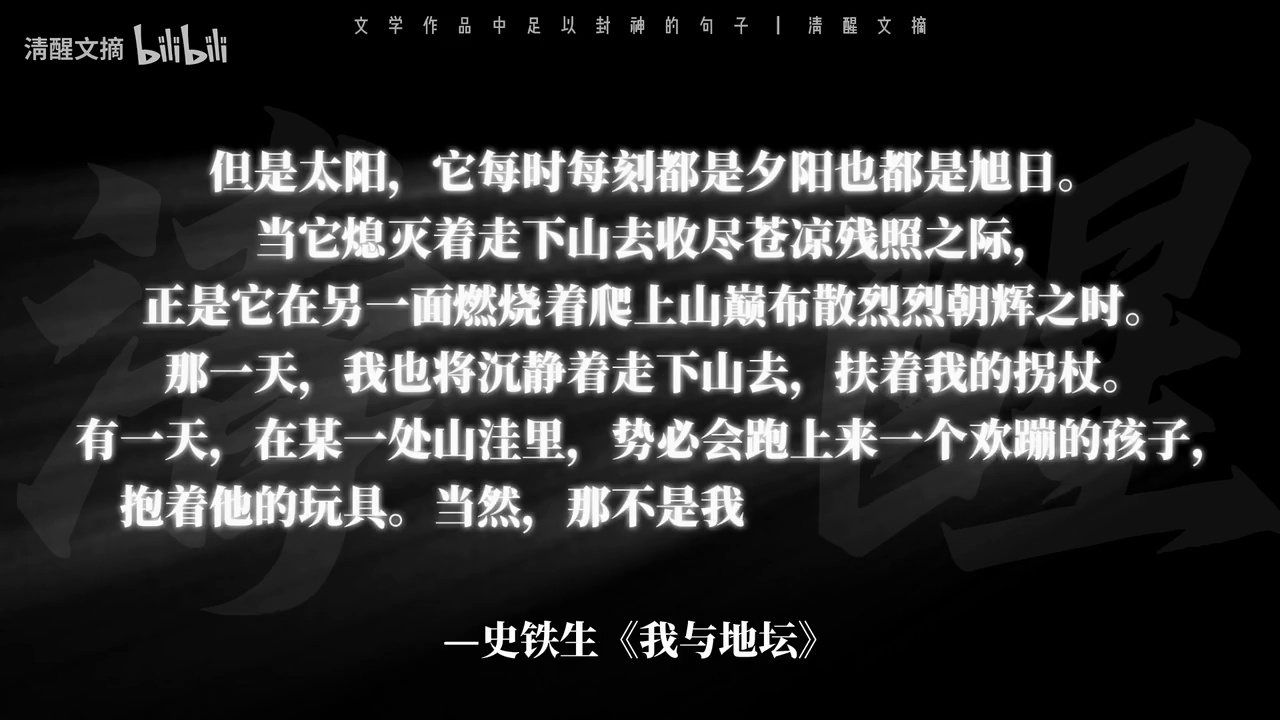 文学作品中足以封神的句子 | 清醒文摘
清醒文摘 bilibili
清醒
但是太阳，它每时每刻都是夕阳也都是旭日。
当它熄灭着走下山去收尽苍凉残照之际，
正是它在另一面燃烧着爬上山巅布散烈烈朝辉之时。
那一天，我也将沉静着走下山去，扶着我的拐杖。
有一天，在某一处山洼里，势必会跑上来一个欢蹦的孩子，
抱着他的玩具。当然，那不是我
—史铁生《我与地坛》